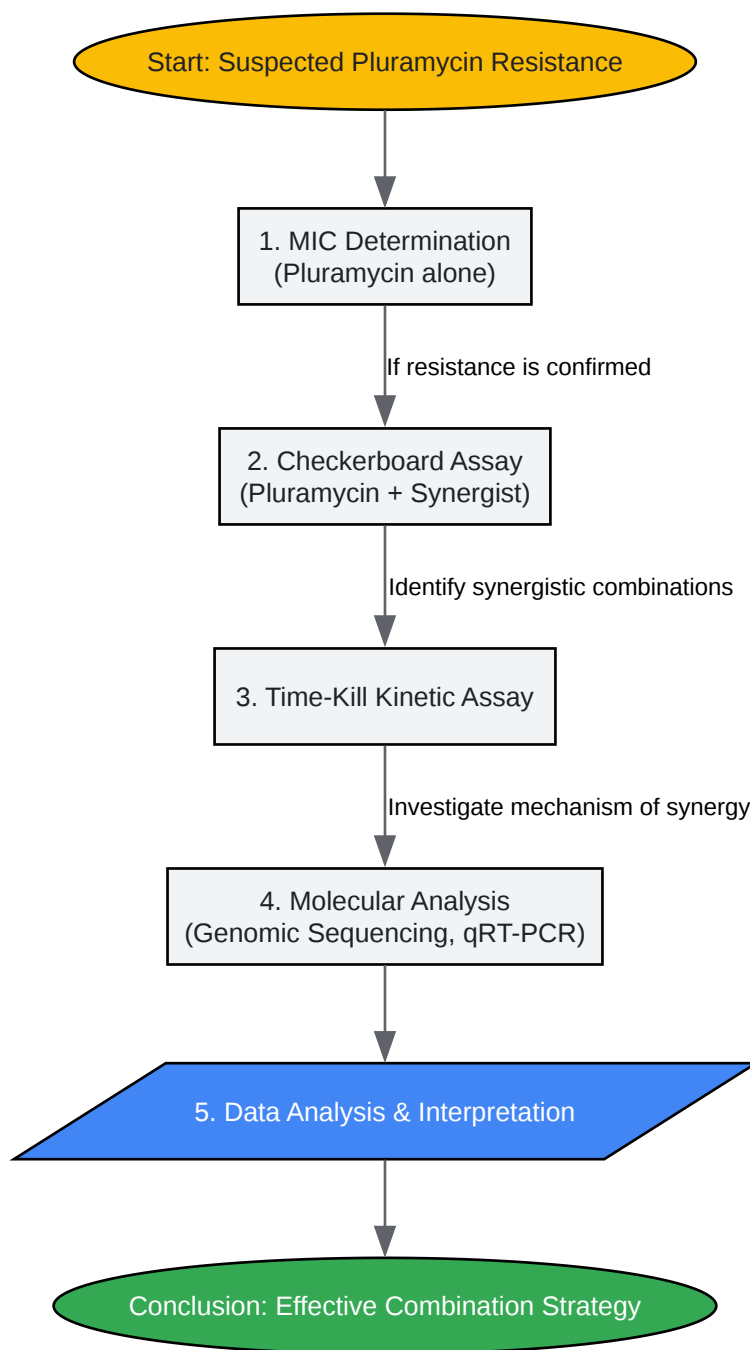 Start: Suspected Pluramycin Resistance
1. MIC Determination
(Pluramycin alone)
If resistance is confirmed
2. Checkerboard Assay
(Pluramycin + Synergist)
Identify synergistic combinations
3. Time-Kill Kinetic Assay
Investigate mechanism of synergy
4. Molecular Analysis
(Genomic Sequencing, qRT-PCR)
5. Data Analysis & Interpretation
Conclusion: Effective Combination Strategy